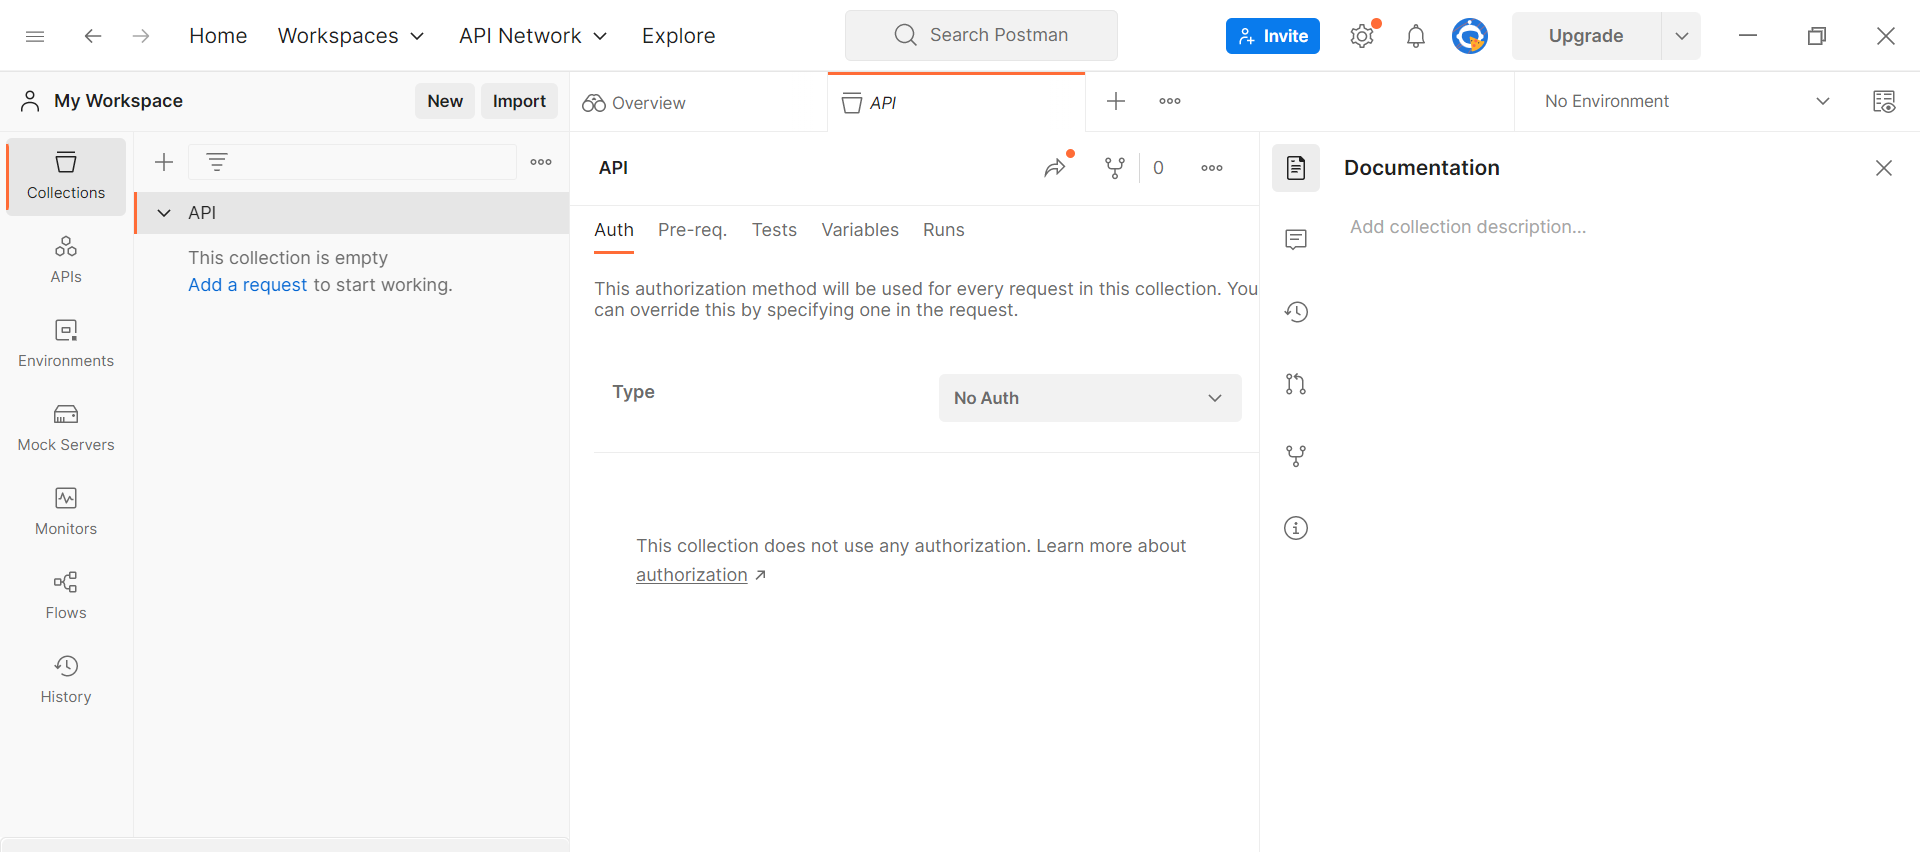 Home Workspaces API Network Explore Search Postman Invite Upgrade
My Workspace New Import Overview API No Environment
Collections
APIs
Environments
Mock Servers
Monitors
Flows
History
API
This collection is empty
Add a request to start working.
API 0
Auth Pre-req. Tests Variables Runs
This authorization method will be used for every request in this collection. You
can override this by specifying one in the request.
Type No Auth
This collection does not use any authorization. Learn more about
authorization
Documentation
Add collection description...